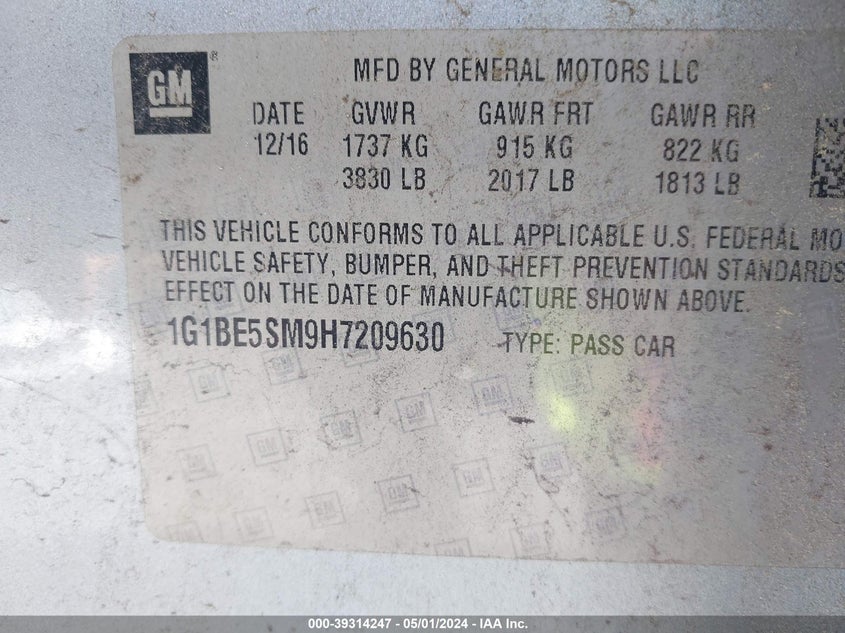 GM ®
MFD BY GENERAL MOTORS LLC
DATE GVWR GAWR FRT GAWR RR
12/16 1737 KG 915 KG 822 KG
3830 LB 2017 LB 1813 LB
THIS VEHICLE CONFORMS TO ALL APPLICABLE U.S. FEDERAL MO
VEHICLE SAFETY, BUMPER, AND THEFT PREVENTION STANDARDS
EFFECT ON THE DATE OF MANUFACTURE SHOWN ABOVE.
1G1BE5SM9H7209630 TYPE: PASS CAR
000-39314247 - 05/01/2024 - IAA Inc.